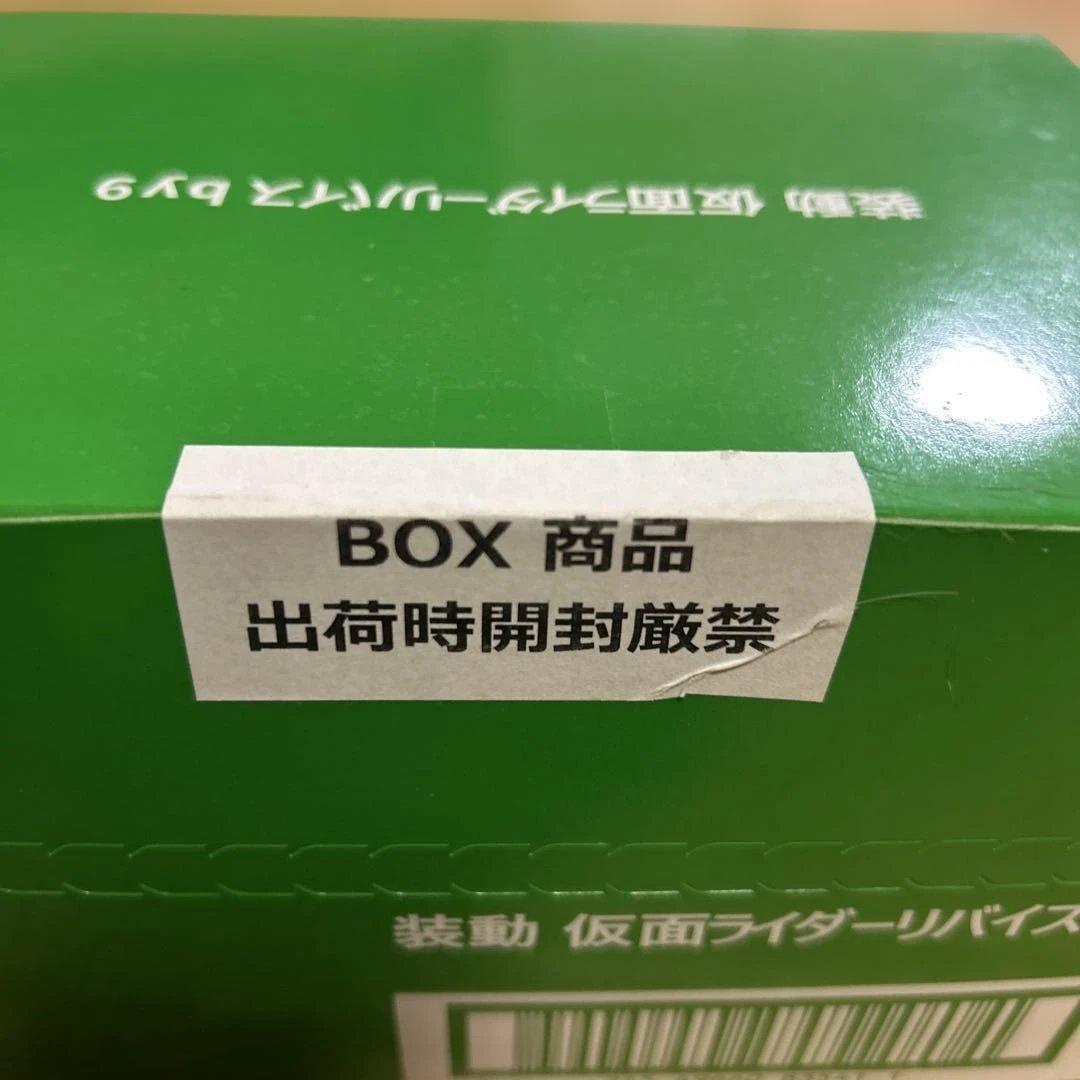 装動 仮面ライダーリバイス by9
BOX 商品
出荷時開封厳禁
装動 仮面ライダーリバイス